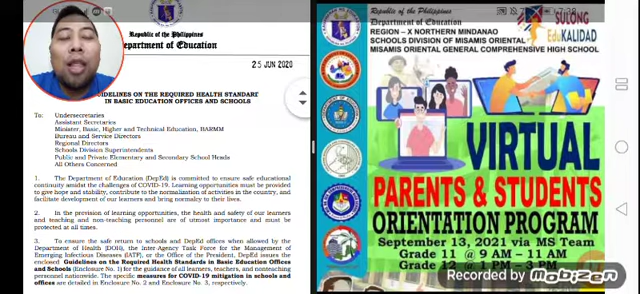 Republic of the Philippines
Department of Education
25 JUN 2020
GUIDELINES ON THE REQUIRED HEALTH STANDARDS
IN BASIC EDUCATION OFFICES AND SCHOOLS
To: Undersecretaries
Assistant Secretaries
Minister, Basic, Higher and Technical Education, BARMM
Bureau and Service Directors
Regional Directors
Schools Division Superintendents
Public and Private Elementary and Secondary School Heads
All Others Concerned
1. The Department of Education (DepEd) is committed to ensure safe educational
continuity amidst the challenges of COVID-19. Learning opportunities must be provided
to give hope and stability, contribute to the normalization of activities in the country, and
facilitate development of our learners and bring normalcy to their lives.
2. In the provision of learning opportunities, the health and safety of our learners
and teaching and non-teaching personnel are of utmost importance and must be
protected at all times.
3. To ensure the safe return to schools and DepEd offices when allowed by the
Department of Health (DOH), the Inter-Agency Task Force for the Management of
Emerging Infectious Diseases (IATF), or the Office of the President, DepEd issues the
enclosed Guidelines on the Required Health Standards in Basic Education Offices
and Schools (Enclosure No. 1) for the guidance of all learners, teachers, and nonteaching
personnel nationwide. The specific measures for COVID-19 mitigation in schools and
offices are detailed in Enclosure No. 2 and Enclosure No. 3, respectively.
Republic of the Philippines
Department of Education
REGION – X NORTHERN MINDANAO
SCHOOLS DIVISION OF MISAMIS ORIENTAL
MISAMIS ORIENTAL GENERAL COMPREHENSIVE HIGH SCHOOL
SULONG
EduKALIDAD
VIRTUAL
PARENTS & STUDENTS
ORIENTATION PROGRAM
September 13, 2021 via MS Team
Grade 11 @ 9 AM - 11 AM
Grade 12 @ 1 PM - 3 PM
Recorded by mobizen